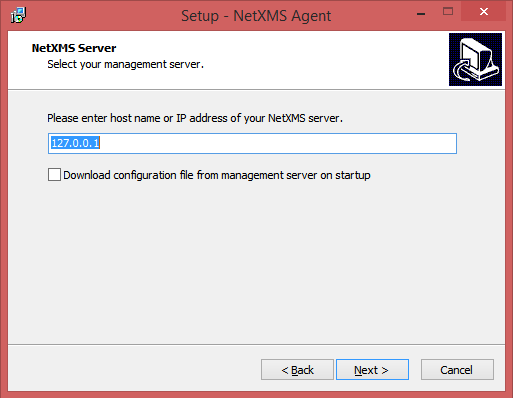 Setup - NetXMS Agent
NetXMS Server
Select your management server.
Please enter host name or IP address of your NetXMS server.
127.0.0.1
Download configuration file from management server on startup
< Back
Next >
Cancel